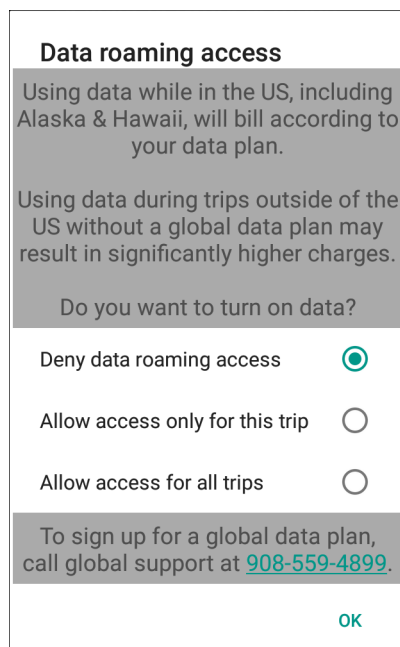 Data roaming access
Using data while in the US, including
Alaska & Hawaii, will bill according to
your data plan.
Using data during trips outside of the
US without a global data plan may
result in significantly higher charges.
Do you want to turn on data?
Deny data roaming access
Allow access only for this trip
Allow access for all trips
To sign up for a global data plan,
call global support at 908-559-4899.
OK